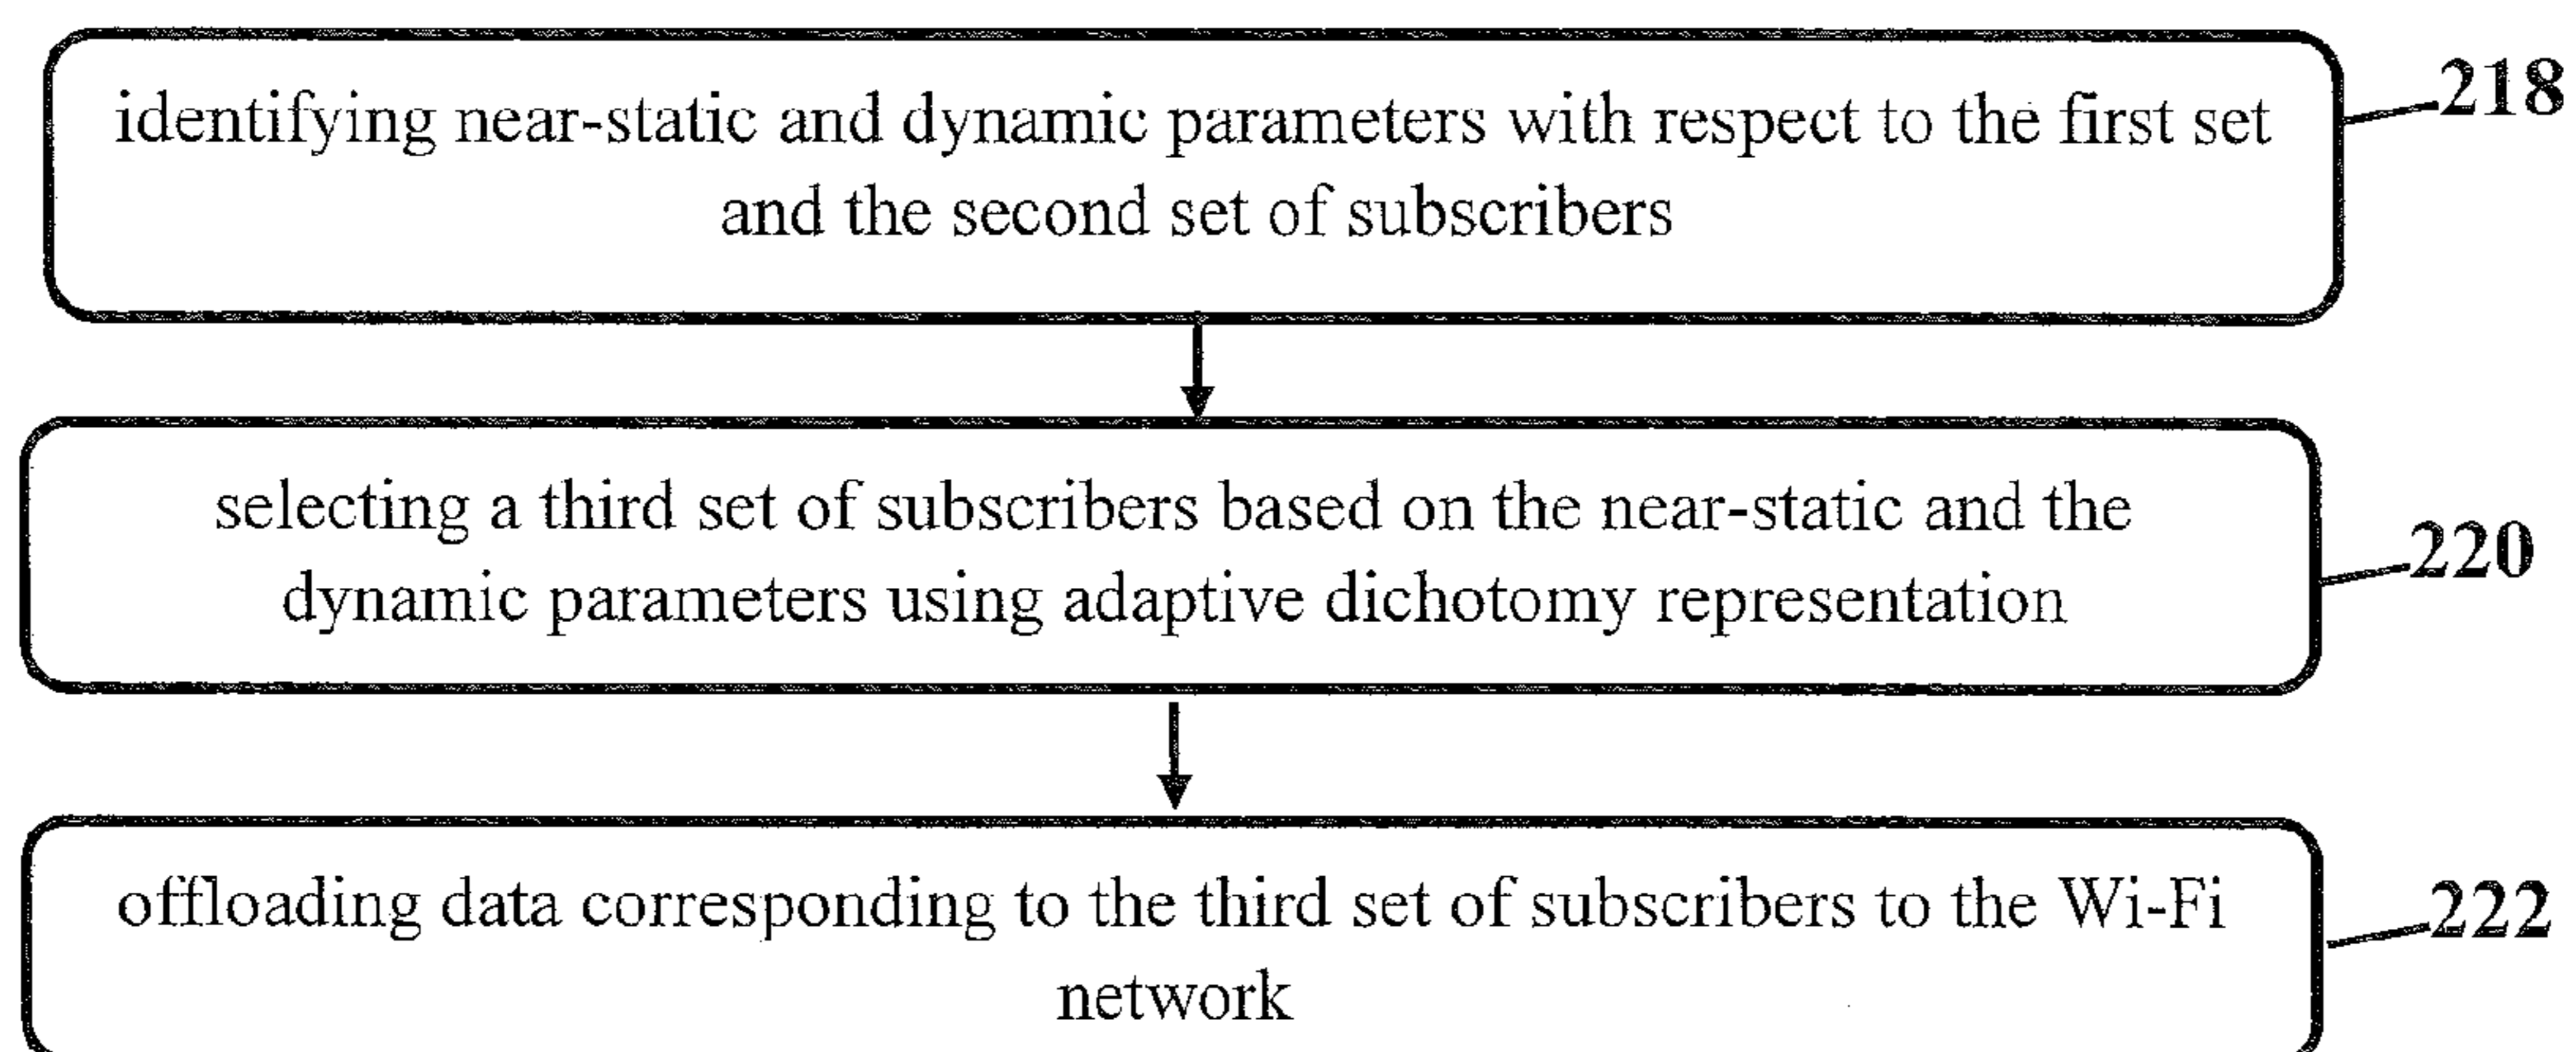 identifying near-static and dynamic parameters with respect to the first set
and the second set of subscribers
218
selecting a third set of subscribers based on the near-static and the
dynamic parameters using adaptive dichotomy representation
220
offloading data corresponding to the third set of subscribers to the Wi-Fi
network
222